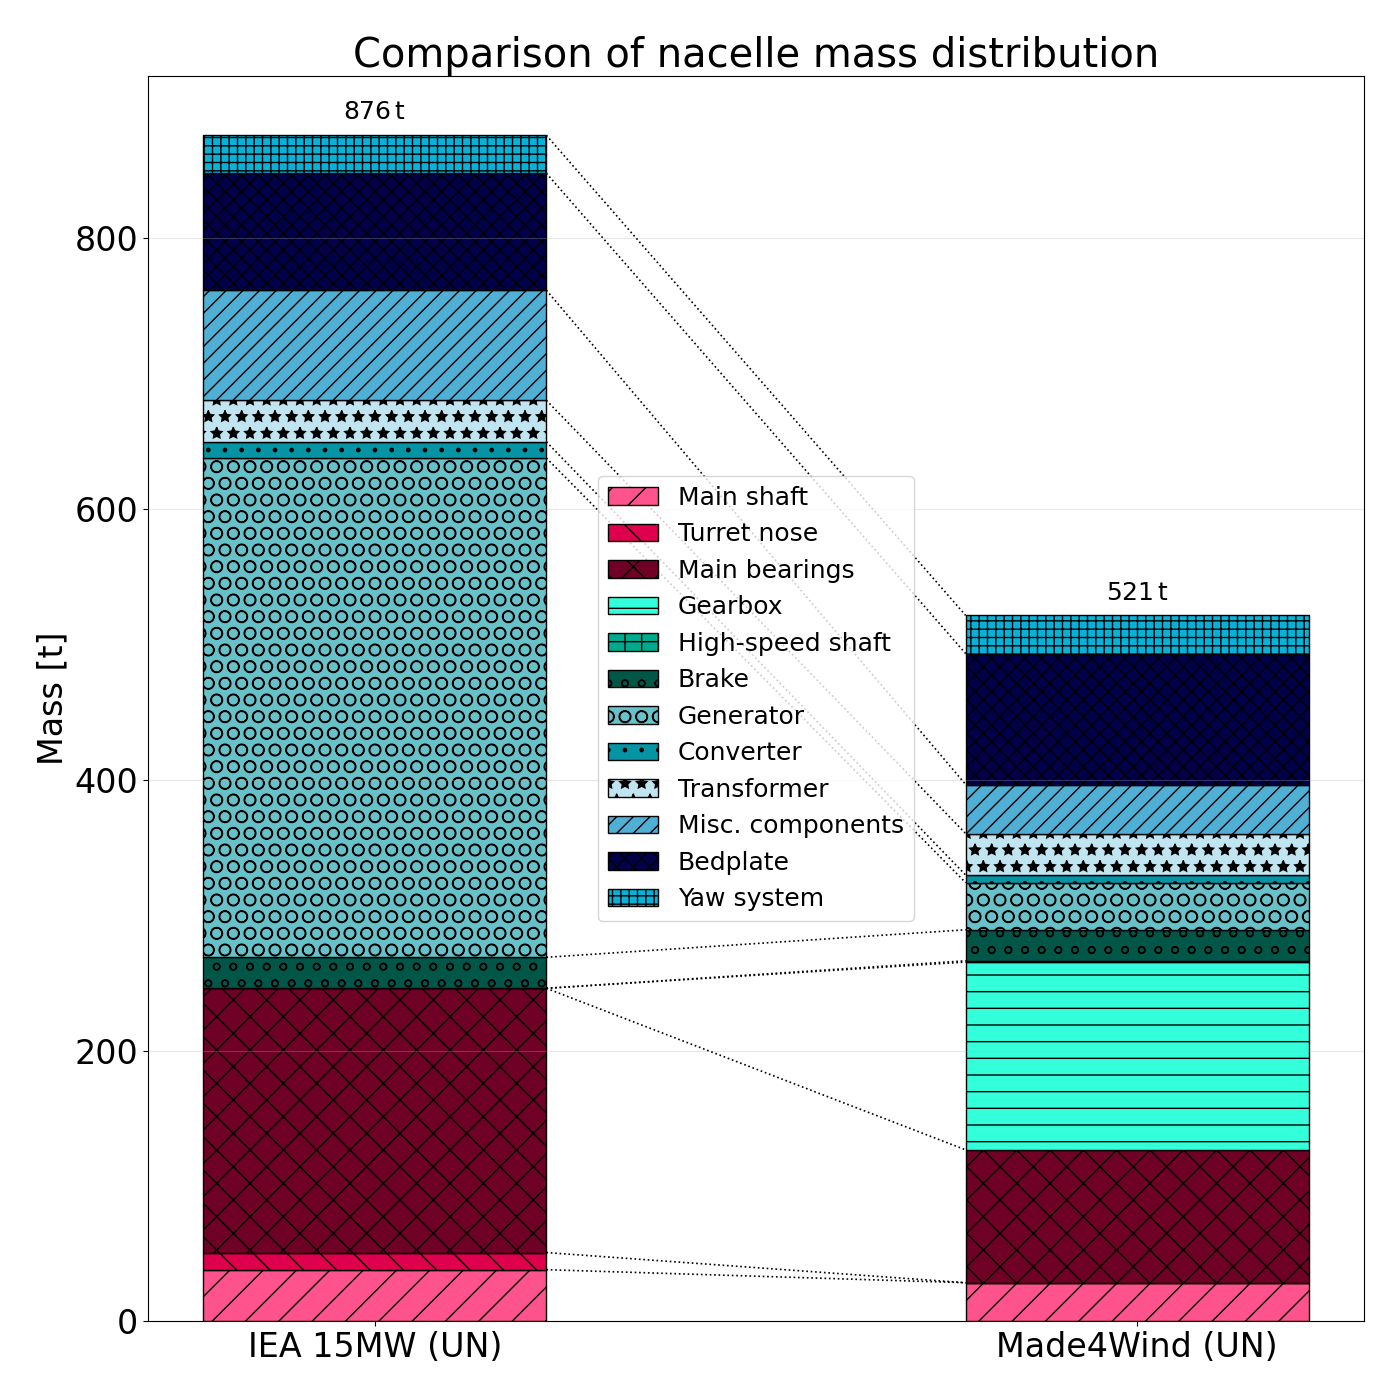 Comparison of nacelle mass distribution
876 t
800
600
400
200
0
Mass [t]
521 t
Main shaft
Turret nose
Main bearings
Gearbox
High-speed shaft
Brake
Generator
Converter
Transformer
Misc. components
Bedplate
Yaw system
IEA 15MW (UN)
Made4Wind (UN)